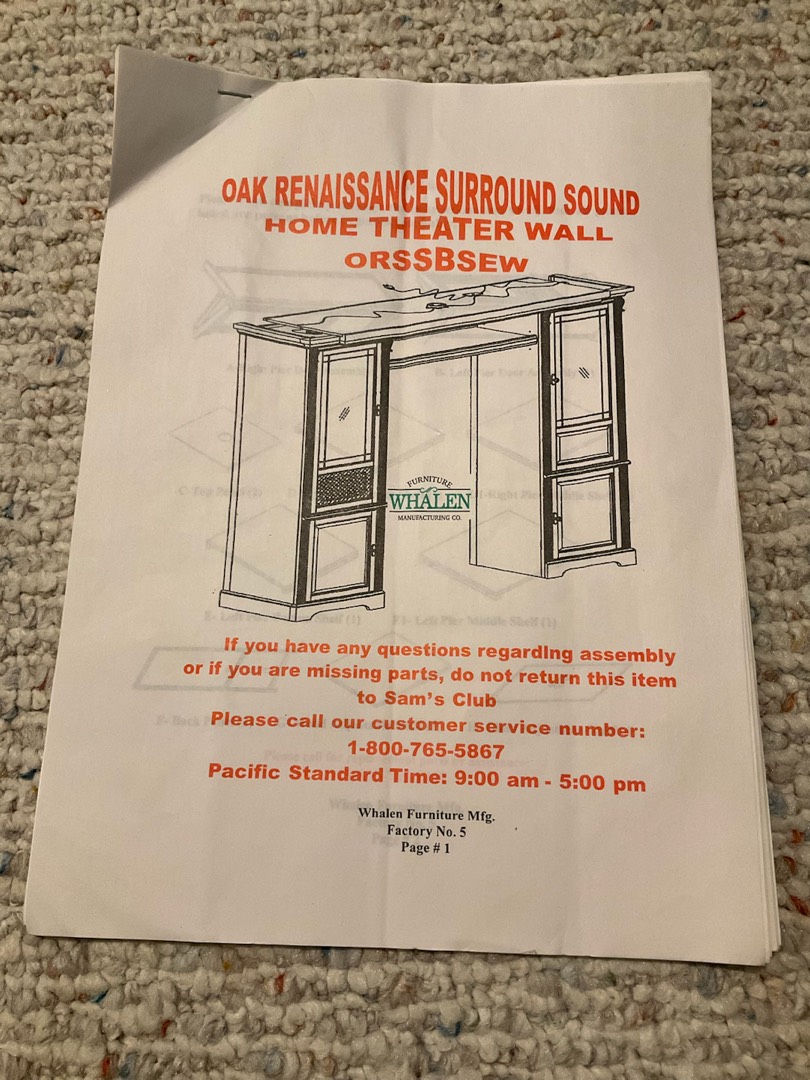 OAK RENAISSANCE SURROUND SOUND
HOME THEATER WALL
ORSSBSEW
FURNITURE
WHALEN
MANUFACTURING CO.
If you have any questions regarding assembly
or if you are missing parts, do not return this item
to Sam's Club
Please call our customer service number:
1-800-765-5867
Pacific Standard Time: 9:00 am - 5:00 pm
Whalen Furniture Mfg.
Factory No. 5
Page # 1